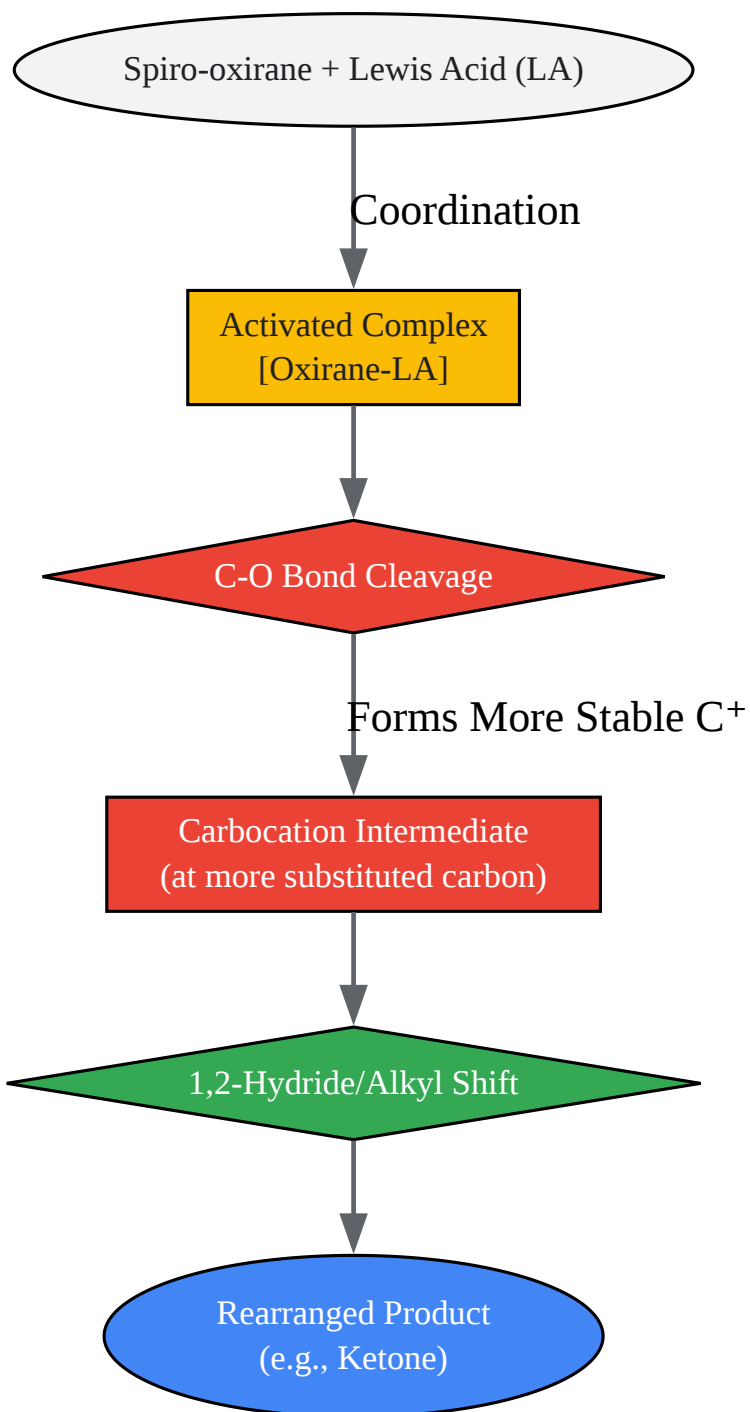 Spiro-oxirane + Lewis Acid (LA)
Coordination
Activated Complex
[Oxirane-LA]
C-O Bond Cleavage
Forms More Stable C⁺
Carbocation Intermediate
(at more substituted carbon)
1,2-Hydride/Alkyl Shift
Rearranged Product
(e.g., Ketone)